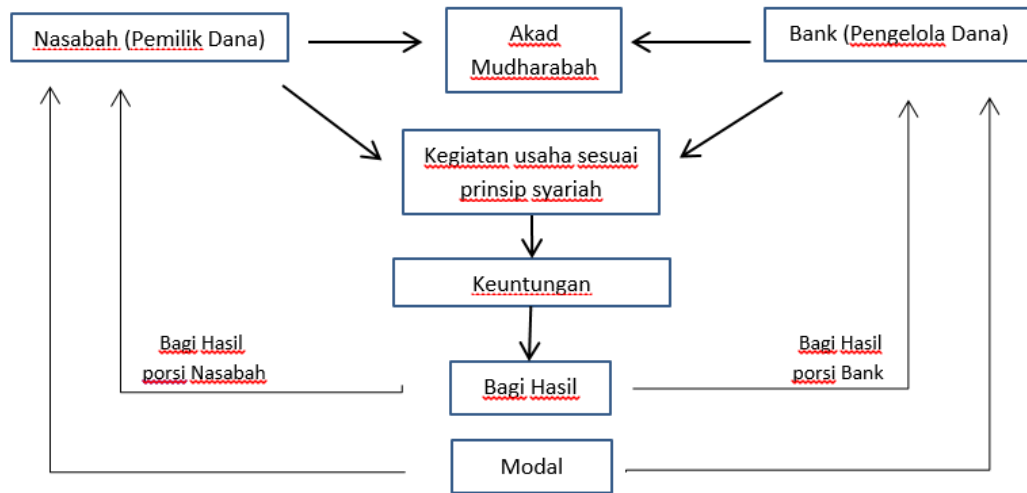 Nasabah (Pemilik Dana)
Akad
Mudharabah
Bank (Pengelola Dana)
Kegiatan usaha sesuai
prinsip syariah
Keuntungan
Bagi Hasil
porsi Nasabah
Bagi Hasil
porsi Bank
Bagi Hasil
Modal